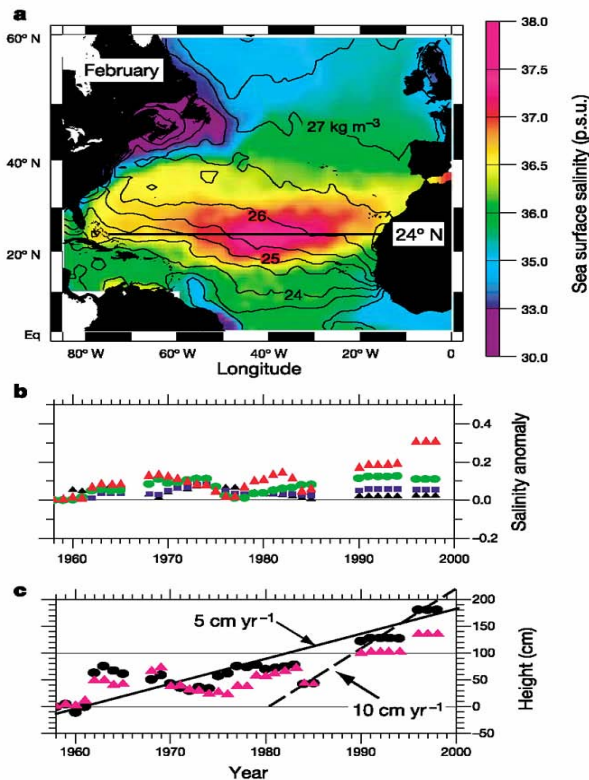 a
60° N
40° N
20° N
Eq
February
27 kg m⁻³
26
25
24
24° N
80° W
60° W
40° W
20° W
0
Longitude
38.0
37.5
37.0
36.5
36.0
35.0
33.0
30.0
Sea surface salinity (p.s.u.)
b
0.4
0.2
0.0
-0.2
Salinity anomaly
1960
1970
1980
1990
2000
c
5 cm yr⁻¹
10 cm yr⁻¹
200
150
100
50
0
-50
Height (cm)
1960
1970
1980
1990
2000
Year